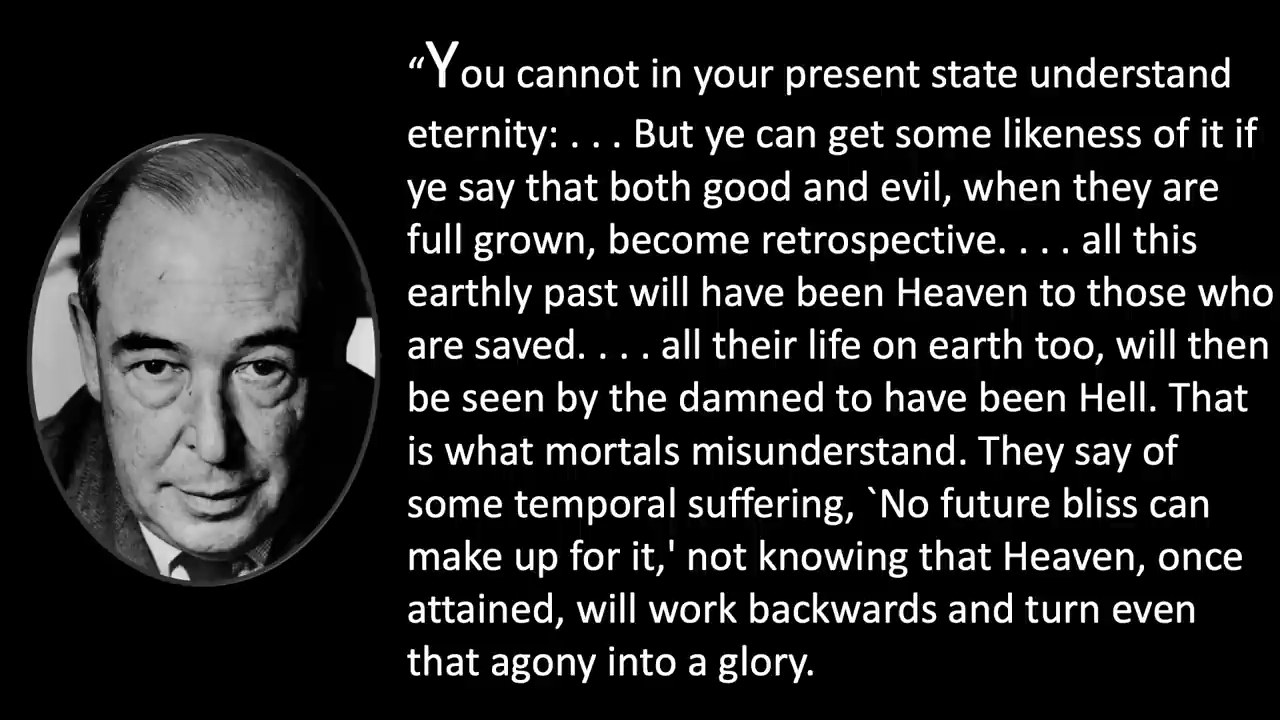 “You cannot in your present state understand
eternity: . . . But ye can get some likeness of it if
ye say that both good and evil, when they are
full grown, become retrospective. . . . all this
earthly past will have been Heaven to those who
are saved. . . . all their life on earth too, will then
be seen by the damned to have been Hell. That
is what mortals misunderstand. They say of
some temporal suffering, `No future bliss can
make up for it,' not knowing that Heaven, once
attained, will work backwards and turn even
that agony into a glory.